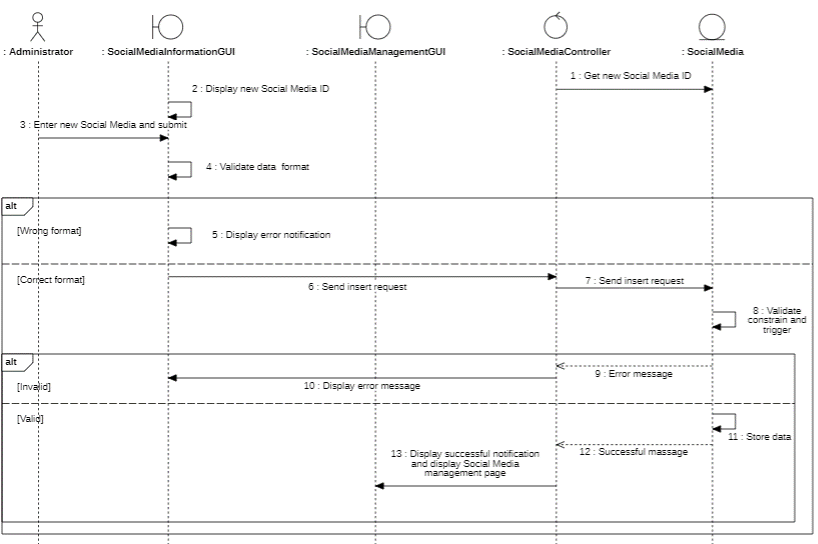 : Administrator
: SocialMediaInformationGUI
: SocialMediaManagementGUI
: SocialMediaController
: SocialMedia
1 : Get new Social Media ID
2 : Display new Social Media ID
3 : Enter new Social Media and submit
4 : Validate data format
alt
[Wrong format]
5 : Display error notification
[Correct format]
6 : Send insert request
7 : Send insert request
8 : Validate
constrain and
trigger
alt
9 : Error message
[Invalid]
10 : Display error message
[Valid]
11 : Store data
12 : Successful massage
13 : Display successful notification
and display Social Media
management page